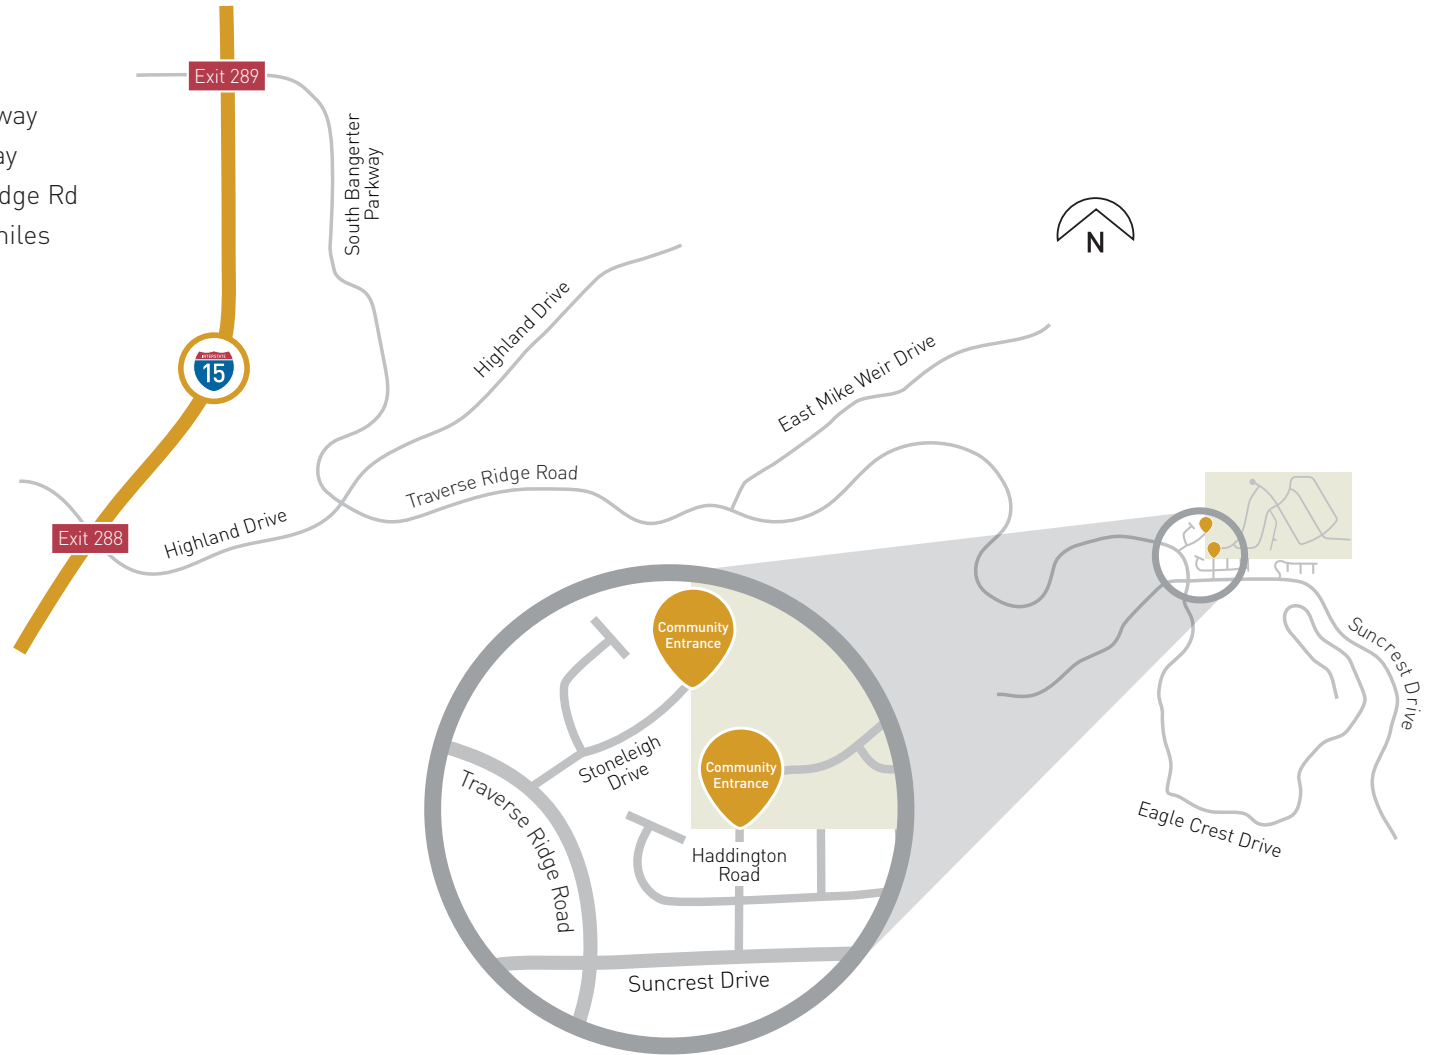 Exit 289
way
ay
dge Rd
niles
South Bangerter
Parkway
N
Highland Drive
INTERSTATE
15
East Mike Weir Drive
Traverse Ridge Road
Highland Drive
Exit 288
Community
Entrance
Suncrest Drive
Stoneleigh
Drive
Community
Entrance
Traverse Ridge Road
Haddington
Road
Eagle Crest Drive
Suncrest Drive